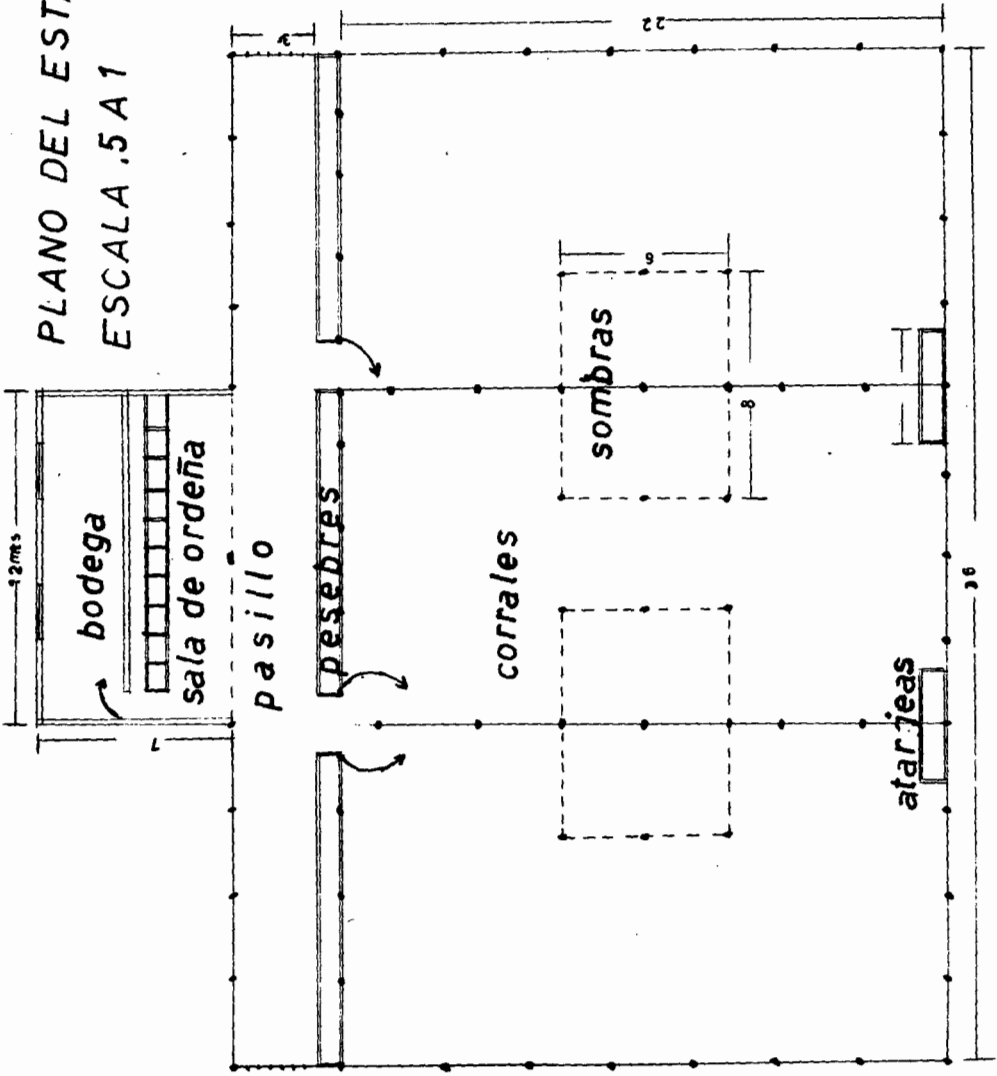 PLANO DEL EST
ESCALA .5 A 1
12mts
bodega
sala de ordeña
7
pasillo
3
pesebres
22
corrales
sombras
6
8
atarjeas
36